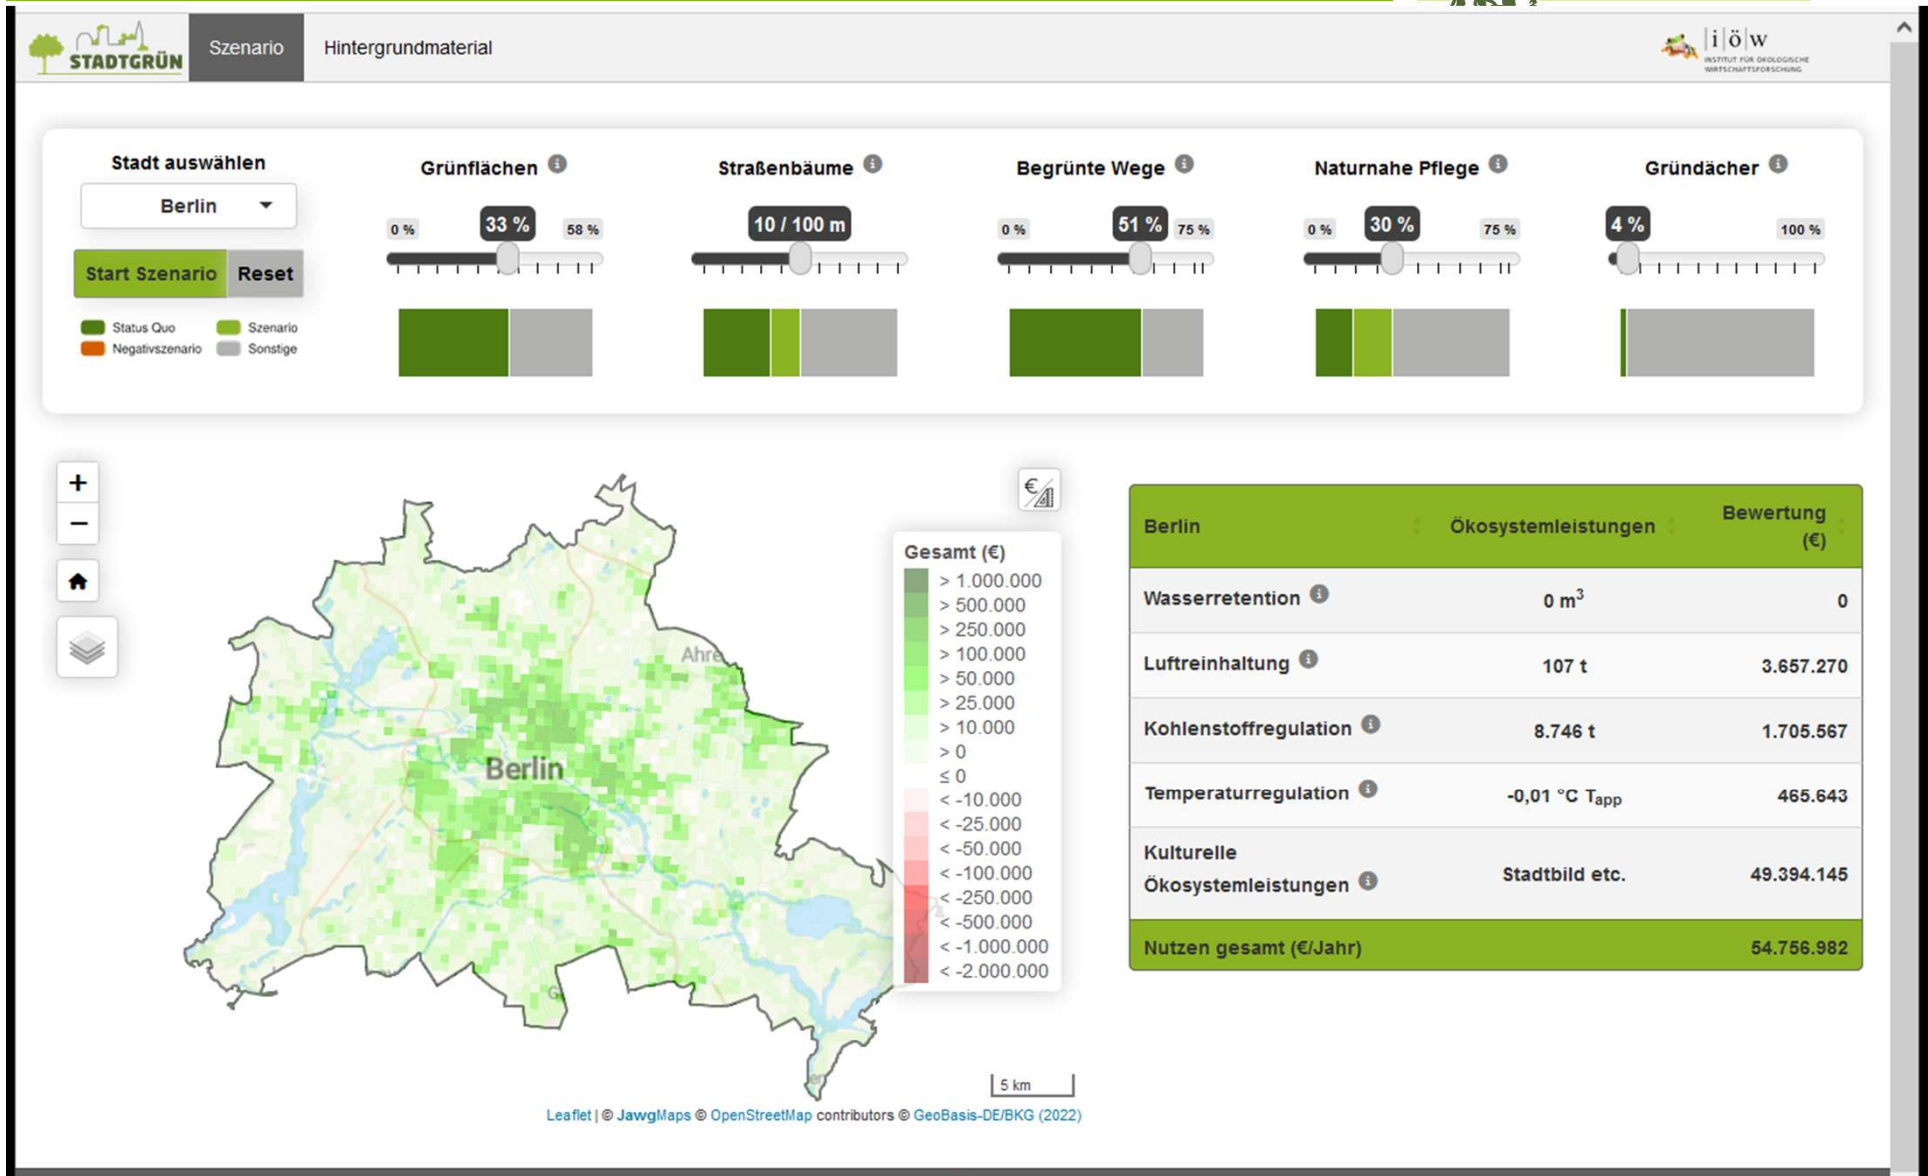 STADTGRÜN
Szenario
Hintergrundmaterial
i ö w
INSTITUT FÜR ÖKOLOGISCHE
WIRTSCHAFTSFORSCHUNG
Stadt auswählen
Berlin
Start Szenario Reset
Status Quo Szenario
Negativszenario Sonstige
Grünflächen
0 % 33 % 58 %
Straßenbäume
10 / 100 m
Begrünte Wege
0 % 51 % 75 %
Naturnahe Pflege
0 % 30 % 75 %
Gründächer
4 % 100 %
+
−
Ahre
Berlin
€
Gesamt (€)
> 1.000.000
> 500.000
> 250.000
> 100.000
> 50.000
> 25.000
> 10.000
> 0
≤ 0
< -10.000
< -25.000
< -50.000
< -100.000
< -250.000
< -500.000
< -1.000.000
< -2.000.000
5 km
Leaflet | © JawgMaps © OpenStreetMap contributors © GeoBasis-DE/BKG (2022)
Berlin Ökosystemleistungen Bewertung
(€)
Wasserretention 0 m³ 0
Luftreinhaltung 107 t 3.657.270
Kohlenstoffregulation 8.746 t 1.705.567
Temperaturregulation -0,01 °C Tapp 465.643
Kulturelle
Ökosystemleistungen Stadtbild etc. 49.394.145
Nutzen gesamt (€/Jahr) 54.756.982